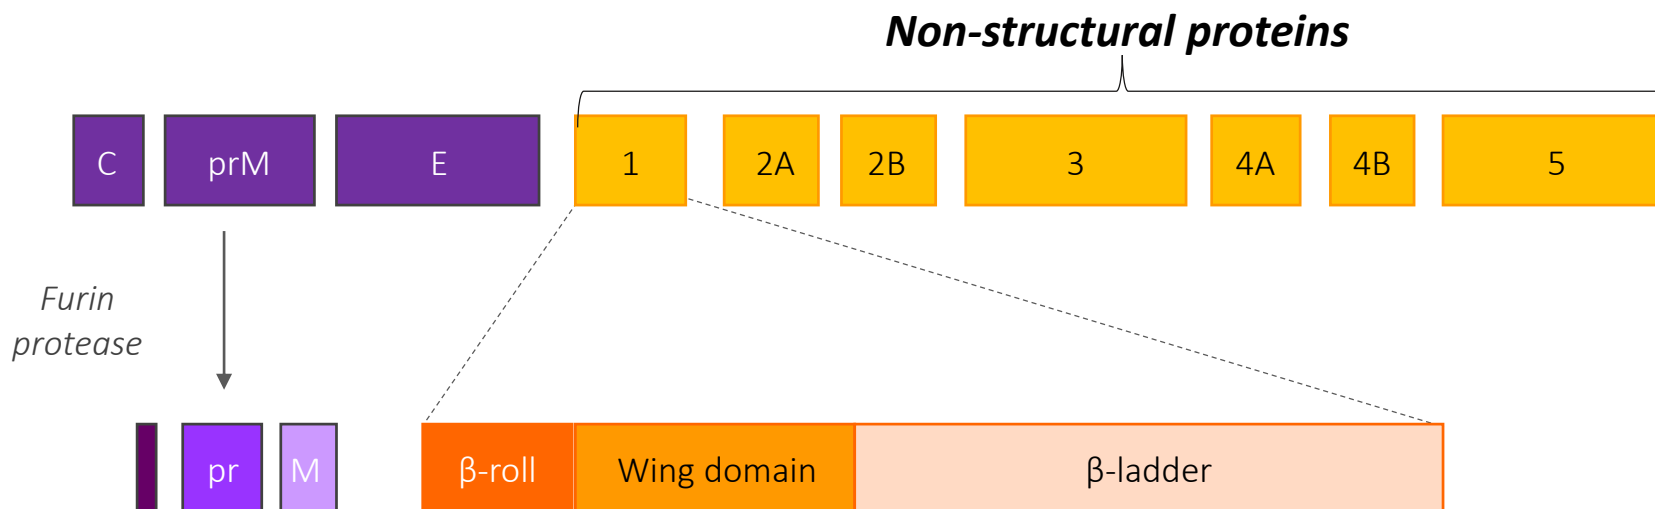 Non-structural proteins
C prM E 1 2A 2B 3 4A 4B 5
Furin
protease
pr M β-roll Wing domain β-ladder